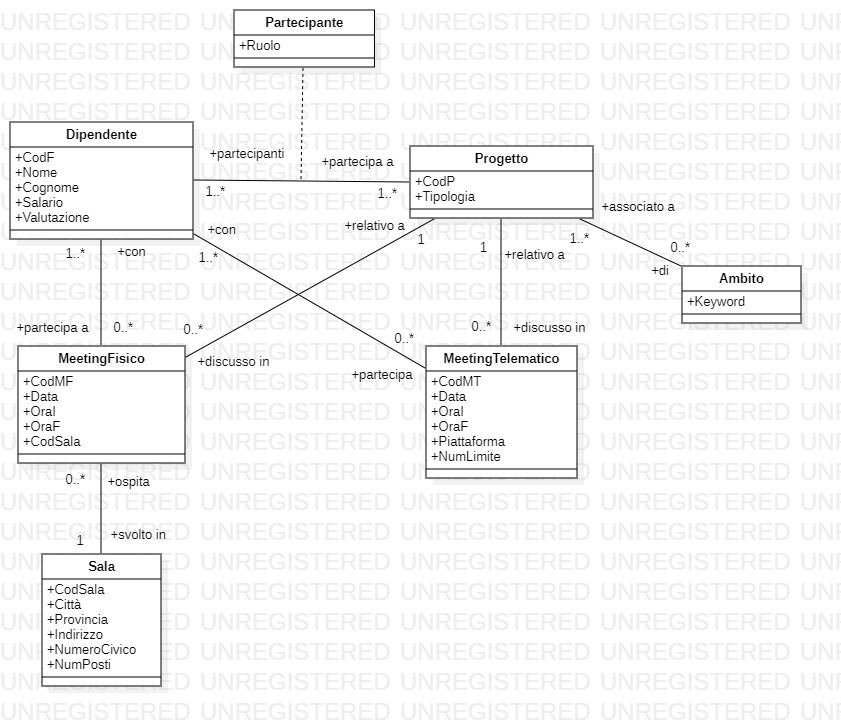 Partecipante
+Ruolo
Dipendente
+CodF
+Nome
+Cognome
+Salario
+Valutazione
+partecipanti
+partecipa a
1..*
1..*
Progetto
+CodP
+Tipologia
+associato a
1..*
0..*
+di
Ambito
+Keyword
+con
1..*
+relativo a
1
1
+relativo a
1..*
+con
+partecipa a
0..*
0..*
+discusso in
0..*
+partecipa
0..*
+discusso in
MeetingFisico
+CodMF
+Data
+OraI
+OraF
+CodSala
MeetingTelematico
+CodMT
+Data
+OraI
+OraF
+Piattaforma
+NumLimite
0..*
+ospita
1
+svolto in
Sala
+CodSala
+Città
+Provincia
+Indirizzo
+NumeroCivico
+NumPosti
UNREGISTERED